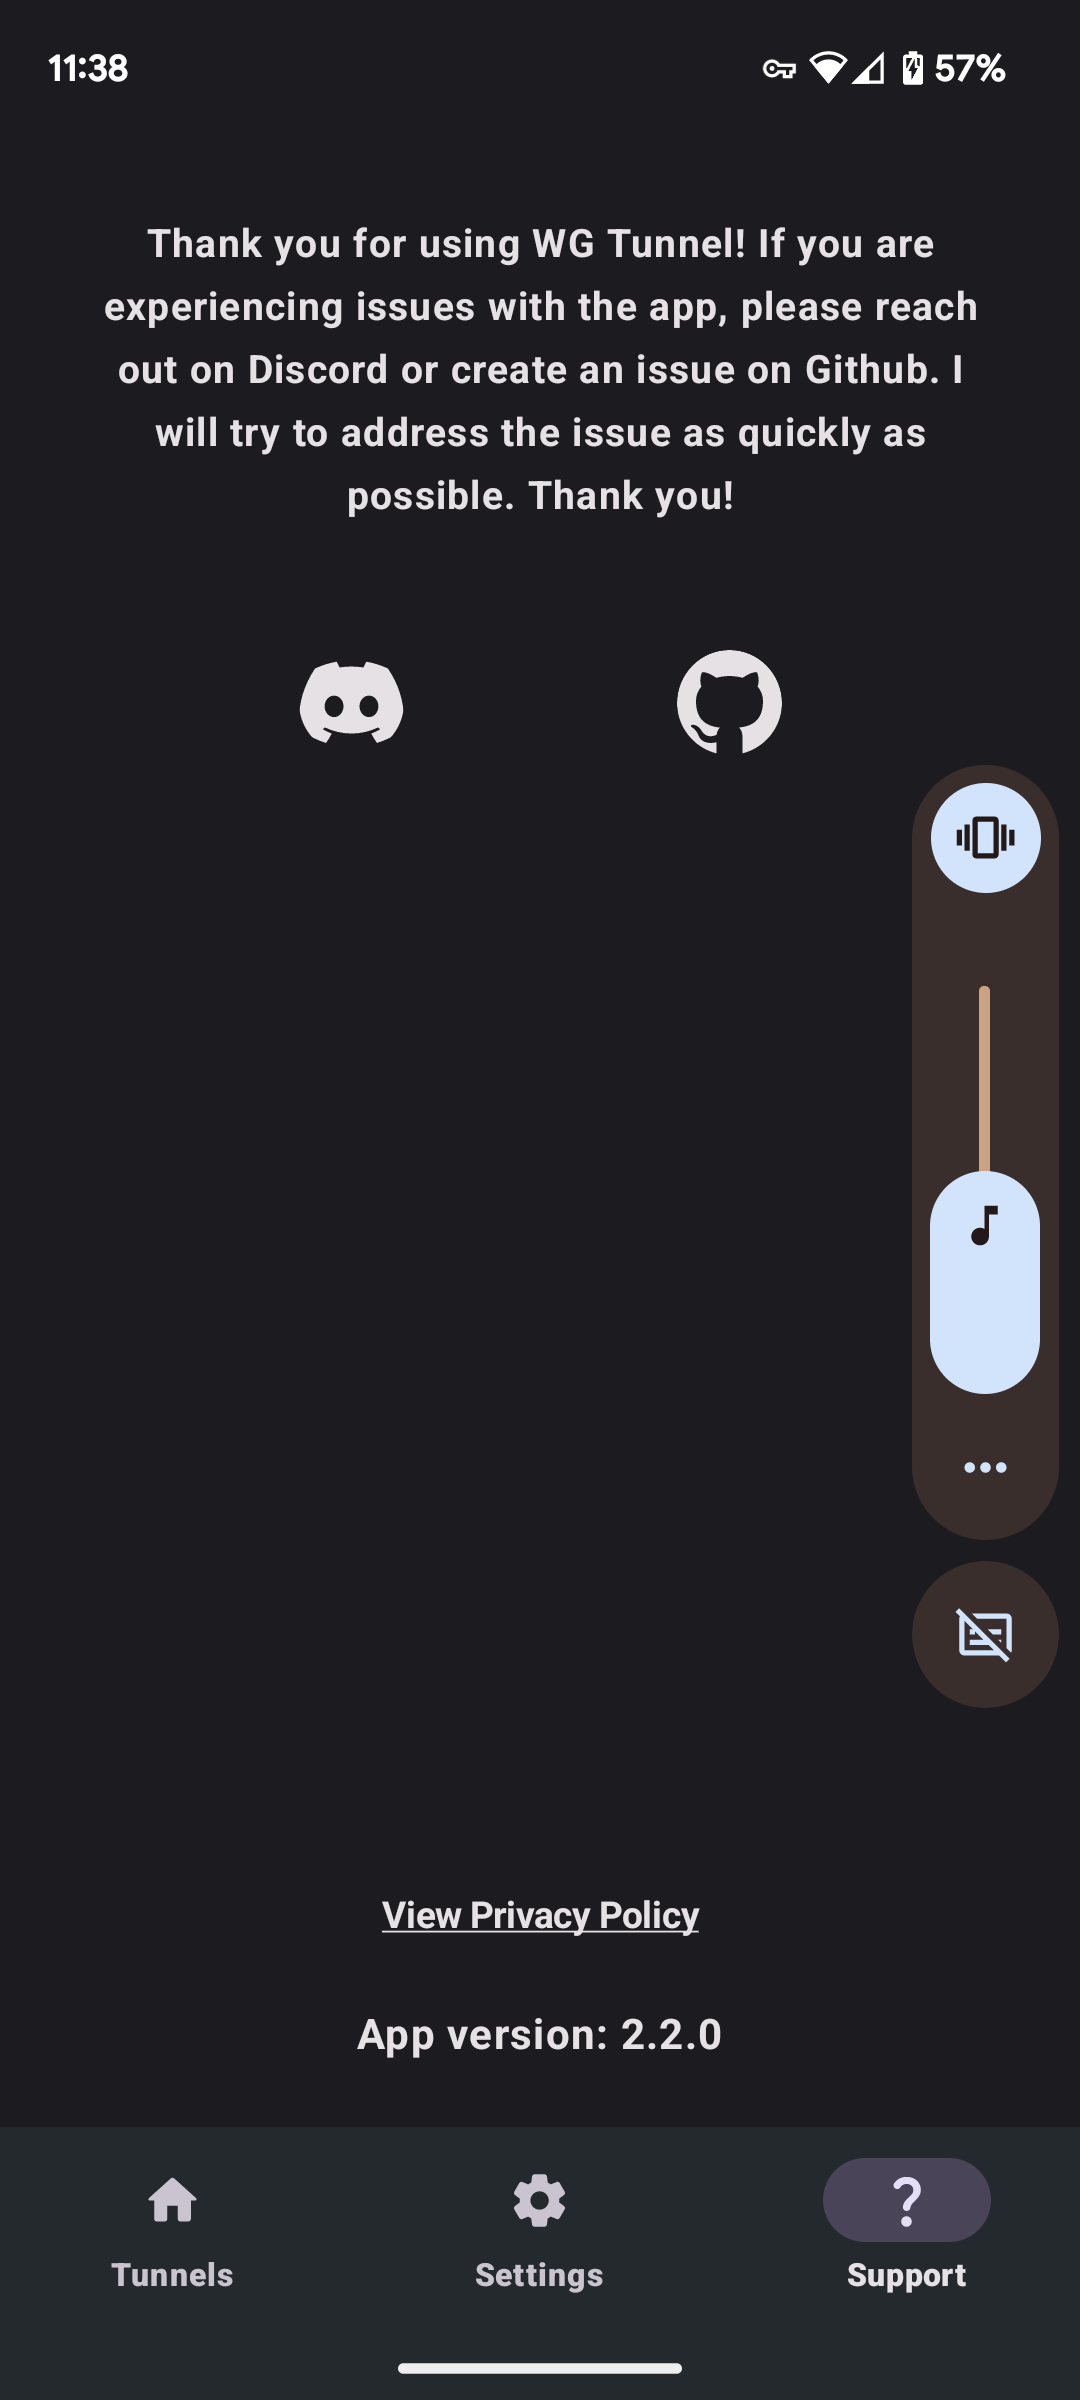 11:38
57%
Thank you for using WG Tunnel! If you are
experiencing issues with the app, please reach
out on Discord or create an issue on Github. I
will try to address the issue as quickly as
possible. Thank you!
View Privacy Policy
App version: 2.2.0
Tunnels
Settings
Support